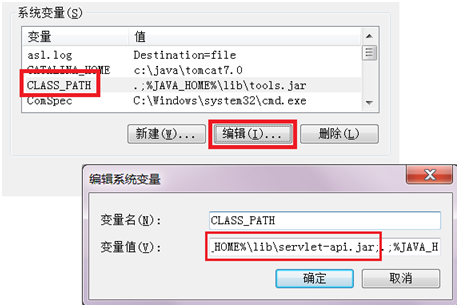 系统变量(S)
变量 值
asl.log Destination=file
CATALINA_HOME c:\java\tomcat7.0
CLASS_PATH .;%JAVA_HOME%\lib\tools.jar
ComSpec C:\Windows\system32\cmd.exe
新建(W)... 编辑(I)... 删除(L)
编辑系统变量
变量名(N): CLASS_PATH
变量值(V): _HOME%\lib\servlet-api.jar;.;%JAVA_H
确定 取消